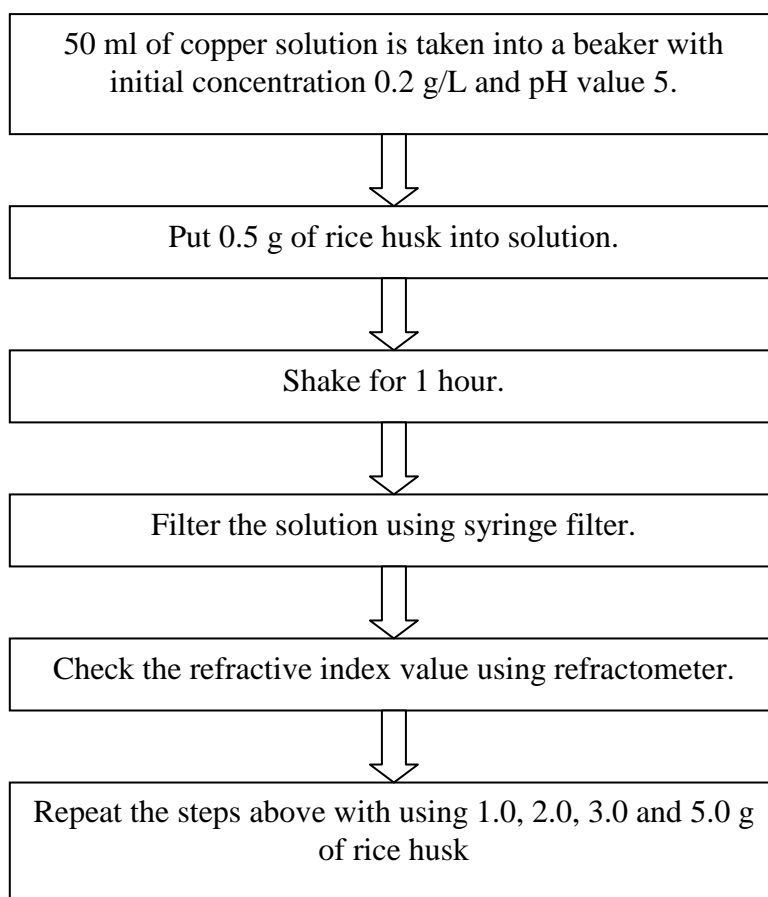 50 ml of copper solution is taken into a beaker with
initial concentration 0.2 g/L and pH value 5.
Put 0.5 g of rice husk into solution.
Shake for 1 hour.
Filter the solution using syringe filter.
Check the refractive index value using refractometer.
Repeat the steps above with using 1.0, 2.0, 3.0 and 5.0 g
of rice husk